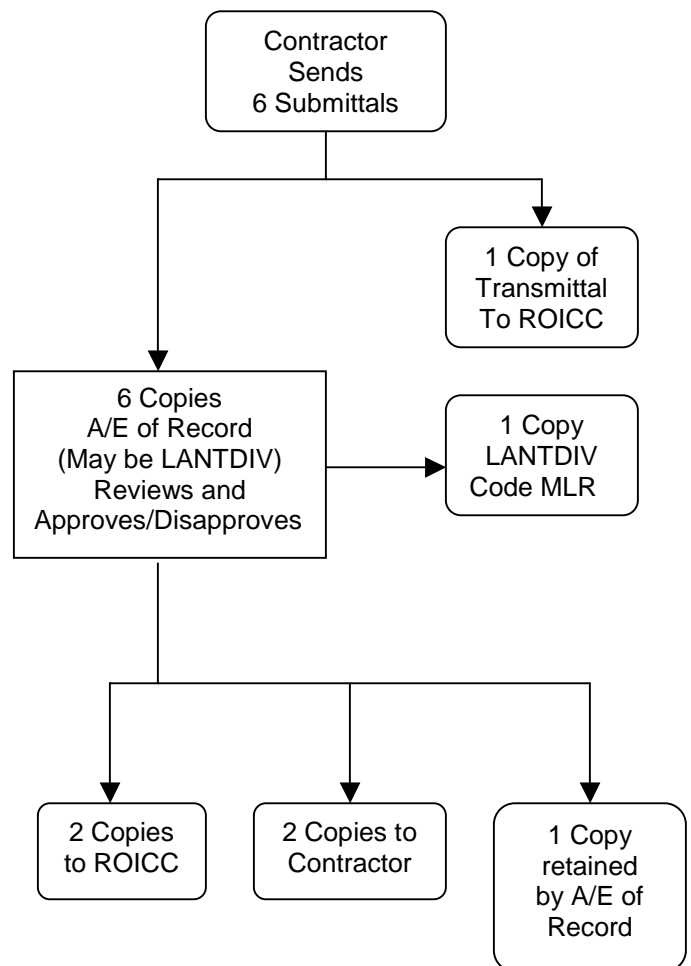 Contractor
Sends
6 Submittals
1 Copy of
Transmittal
To ROICC
6 Copies
A/E of Record
(May be LANTDIV)
Reviews and
Approves/Disapproves
1 Copy
LANTDIV
Code MLR
2 Copies
to ROICC
2 Copies to
Contractor
1 Copy
retained
by A/E of
Record